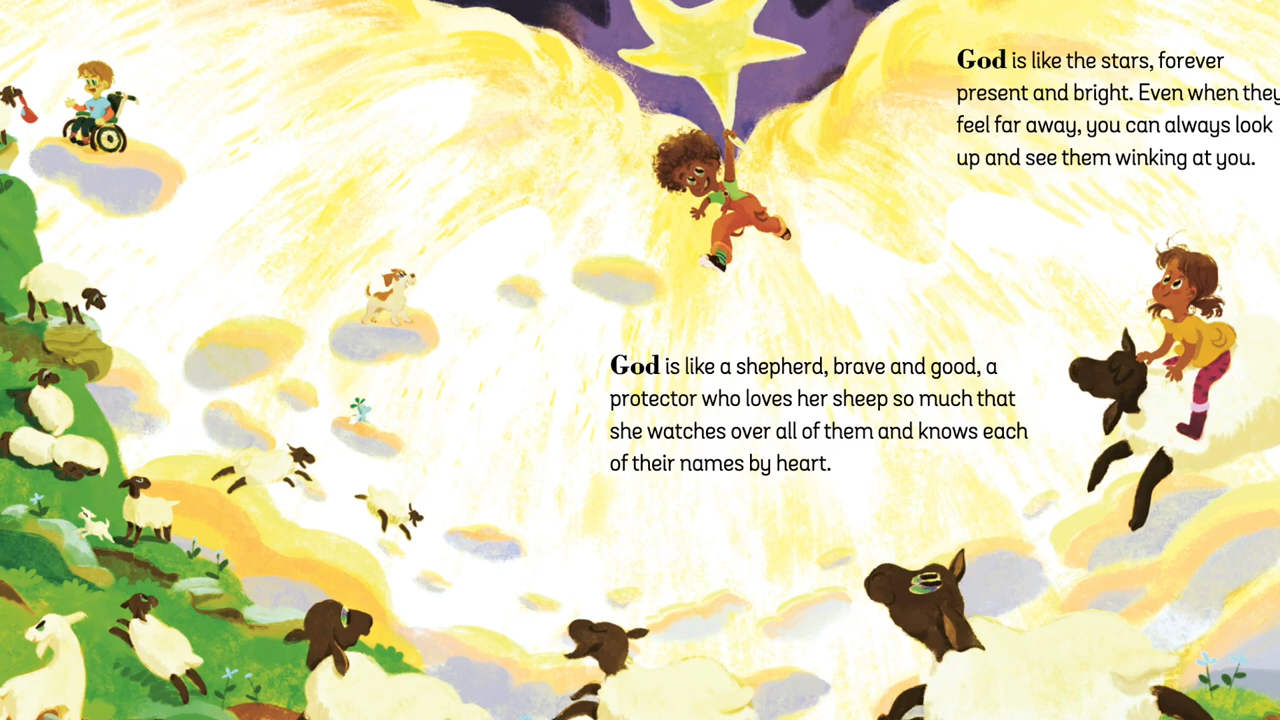 God is like the stars, forever
present and bright. Even when they
feel far away, you can always look
up and see them winking at you.
God is like a shepherd, brave and good, a
protector who loves her sheep so much that
she watches over all of them and knows each
of their names by heart.